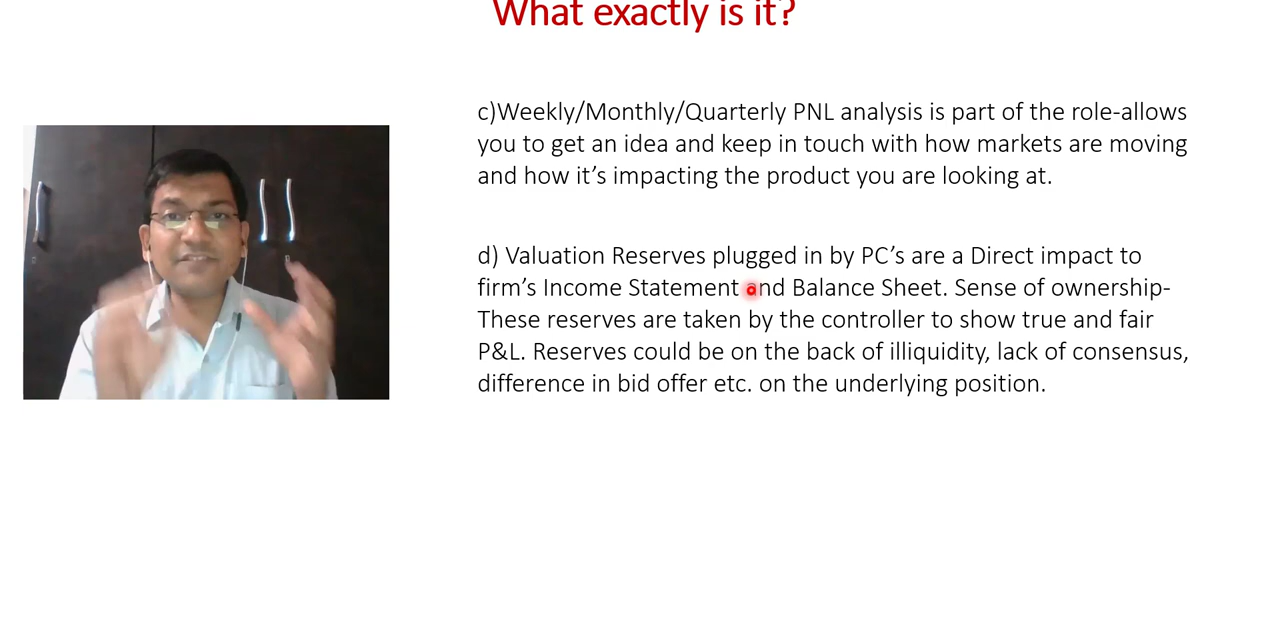 What exactly is it?
c)Weekly/Monthly/Quarterly PNL analysis is part of the role-allows
you to get an idea and keep in touch with how markets are moving
and how it’s impacting the product you are looking at.
d) Valuation Reserves plugged in by PC’s are a Direct impact to
firm’s Income Statement and Balance Sheet. Sense of ownership-
These reserves are taken by the controller to show true and fair
P&L. Reserves could be on the back of illiquidity, lack of consensus,
difference in bid offer etc. on the underlying position.